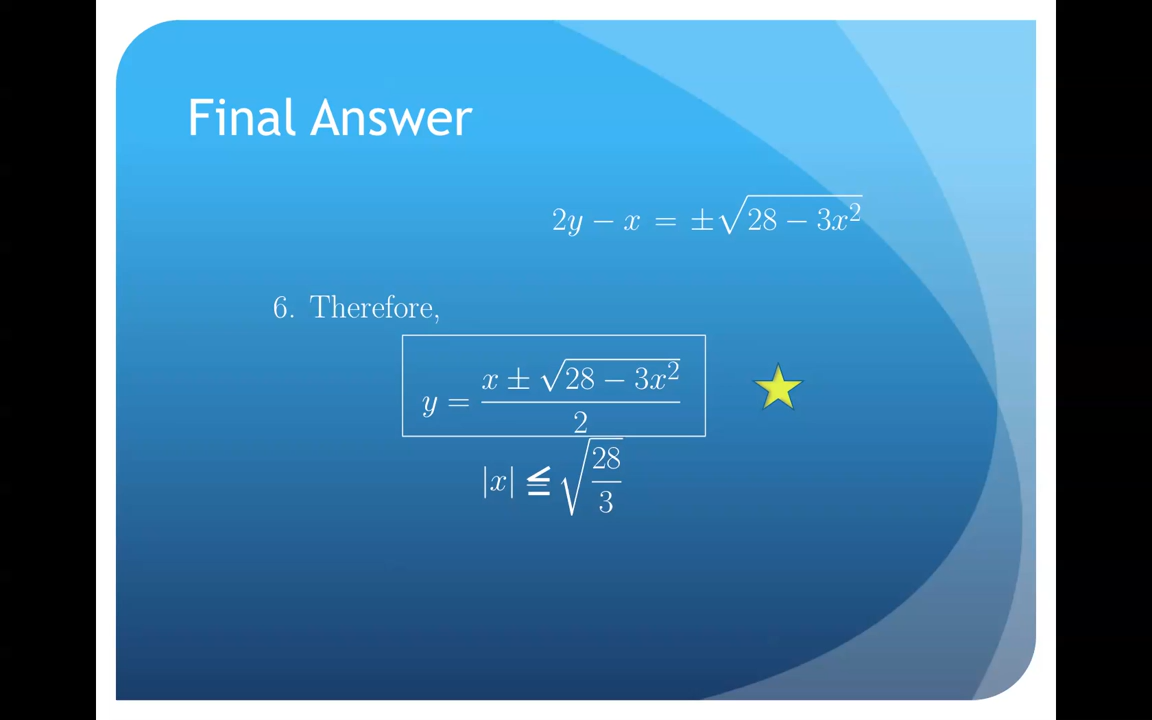 Final Answer
2y − x = ±√(28 − 3x²)
6. Therefore,
y = (x ± √(28 − 3x²))/2
|x| ≦ √(28/3)